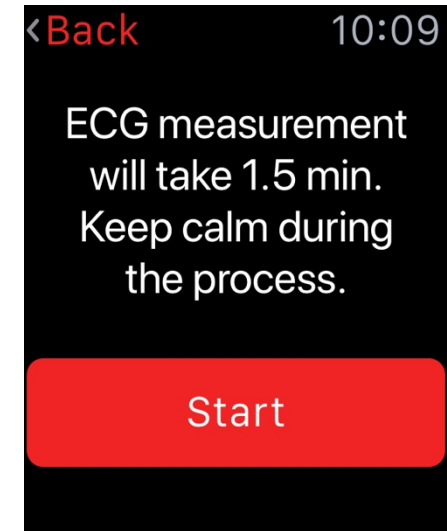 <Back 10:09
ECG measurement
will take 1.5 min.
Keep calm during
the process.
Start